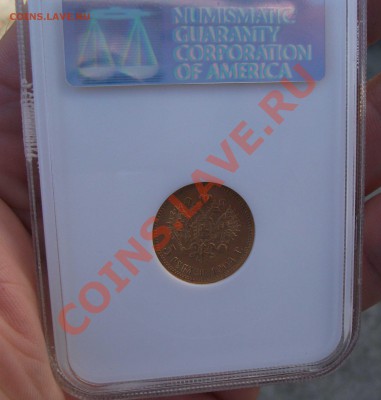 COINS.LAVE.RU
NUMISMATIC
GUARANTY
CORPORATION
OF AMERICA
COINS.LAVE.RU